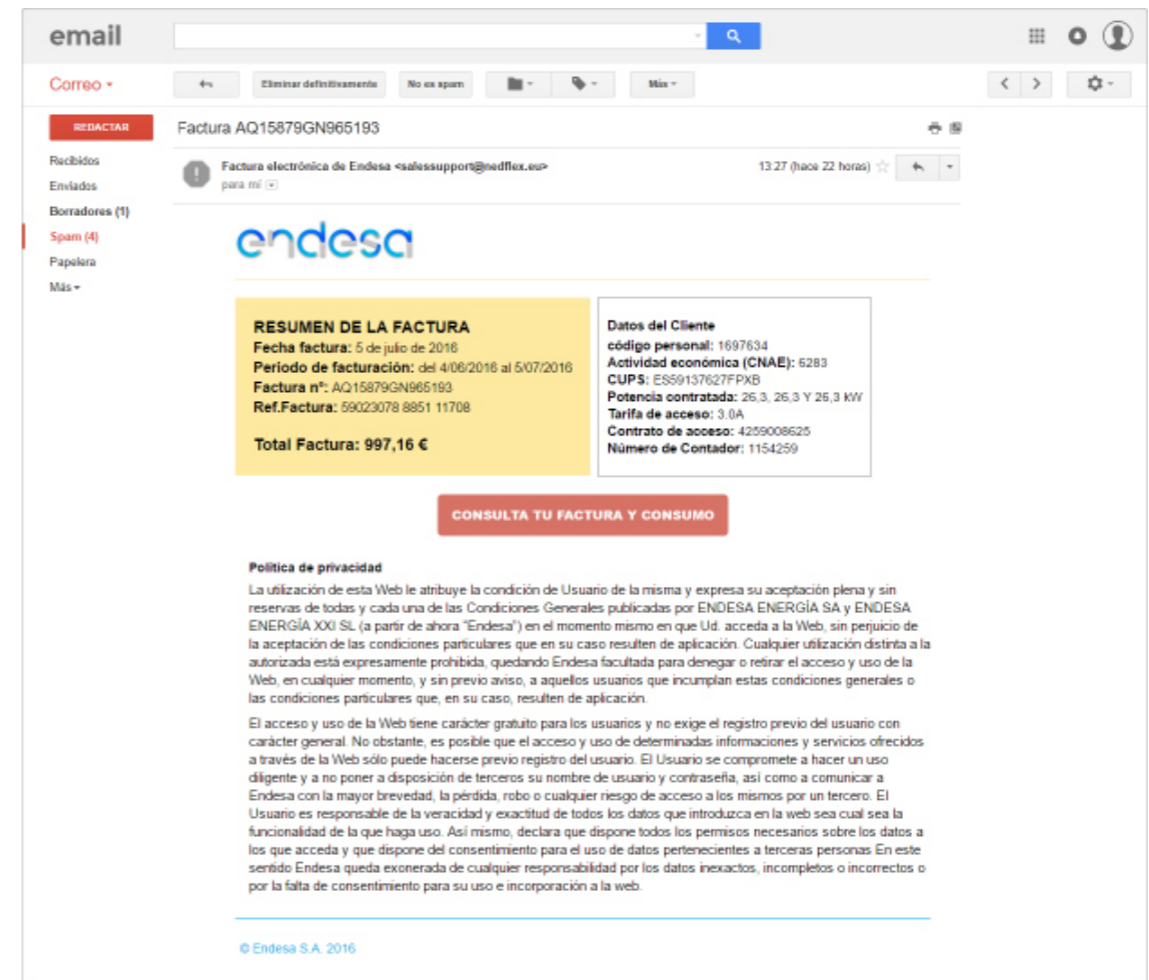 email
Correo
Eliminar definitivamente
No es spam
Más
REDACTAR
Factura AQ15879GN965193
Recibidos
Enviados
Borradores (1)
Spam (4)
Papelera
Más
Factura electrónica de Endesa <salessupport@nedflex.eu>
13:27 (hace 22 horas)
para mí
endesa
RESUMEN DE LA FACTURA
Fecha factura: 5 de julio de 2016
Periodo de facturación: del 4/06/2016 al 5/07/2016
Factura nº: AQ15879GN965193
Ref.Factura: 59023078 8851 11708
Total Factura: 997,16 €
Datos del Cliente
código personal: 1697634
Actividad económica (CNAE): 5283
CUPS: ES59137627FPXB
Potencia contratada: 26,3, 26,3 Y 26,3 kW
Tarifa de acceso: 3.0A
Contrato de acceso: 4259008625
Número de Contador: 1154259
CONSULTA TU FACTURA Y CONSUMO
Política de privacidad
La utilización de esta Web le atribuye la condición de Usuario de la misma y expresa su aceptación plena y sin
reservas de todas y cada una de las Condiciones Generales publicadas por ENDESA ENERGÍA SA y ENDESA
ENERGÍA XXI SL (a partir de ahora “Endesa”) en el momento mismo en que Ud. acceda a la Web, sin perjuicio de
la aceptación de las condiciones particulares que en su caso resulten de aplicación. Cualquier utilización distinta a la
autorizada está expresamente prohibida, quedando Endesa facultada para denegar o retirar el acceso y uso de la
Web, en cualquier momento, y sin previo aviso, a aquellos usuarios que incumplan estas condiciones generales o
las condiciones particulares que, en su caso, resulten de aplicación.
El acceso y uso de la Web tiene carácter gratuito para los usuarios y no exige el registro previo del usuario con
carácter general. No obstante, es posible que el acceso y uso de determinadas informaciones y servicios ofrecidos
a través de la Web sólo puede hacerse previo registro del usuario. El Usuario se compromete a hacer un uso
diligente y a no poner a disposición de terceros su nombre de usuario y contraseña, así como a comunicar a
Endesa con la mayor brevedad, la pérdida, robo o cualquier riesgo de acceso a los mismos por un tercero. El
Usuario es responsable de la veracidad y exactitud de todos los datos que introduzca en la web sea cual sea la
funcionalidad de la que haga uso. Así mismo, declara que dispone todos los permisos necesarios sobre los datos a
los que acceda y que dispone del consentimiento para el uso de datos pertenecientes a terceras personas En este
sentido Endesa queda exonerada de cualquier responsabilidad por los datos inexactos, incompletos o incorrectos o
por la falta de consentimiento para su uso e incorporación a la web.
© Endesa S.A. 2016